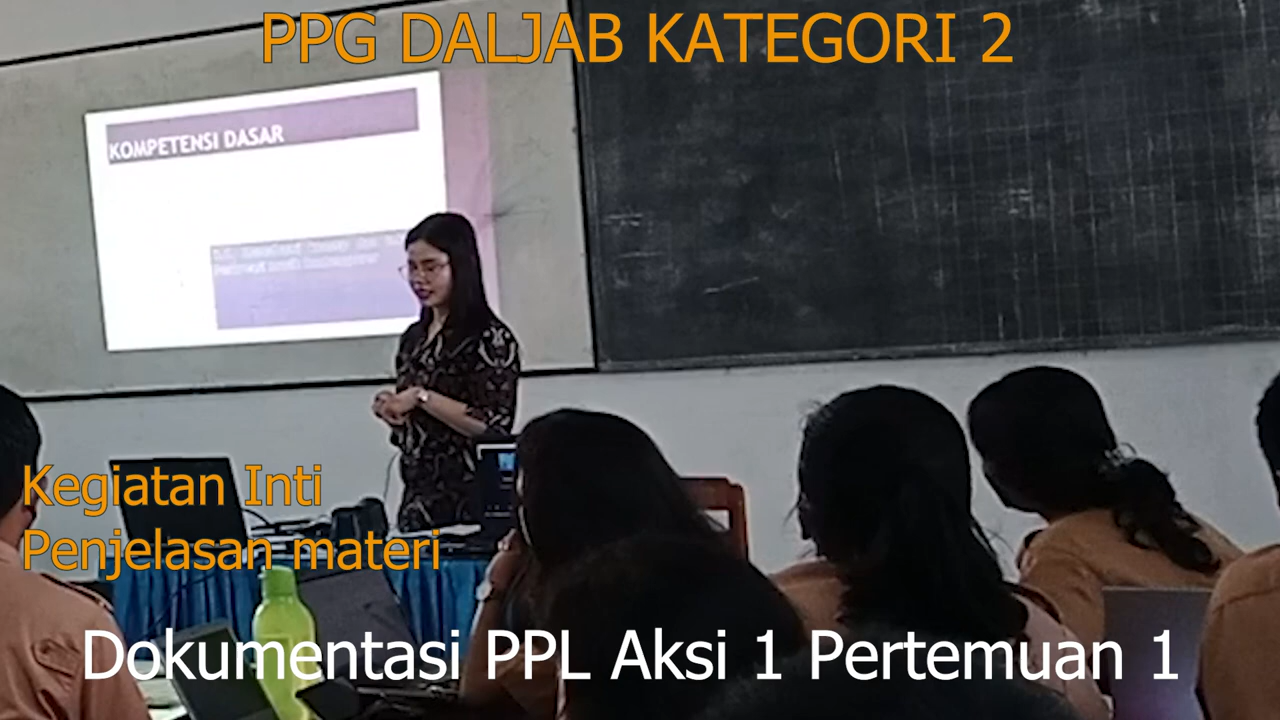 PPG DALJAB KATEGORI 2
KOMPETENSI DASAR
Kegiatan Inti
Penjelasan materi
Dokumentasi PPL Aksi 1 Pertemuan 1